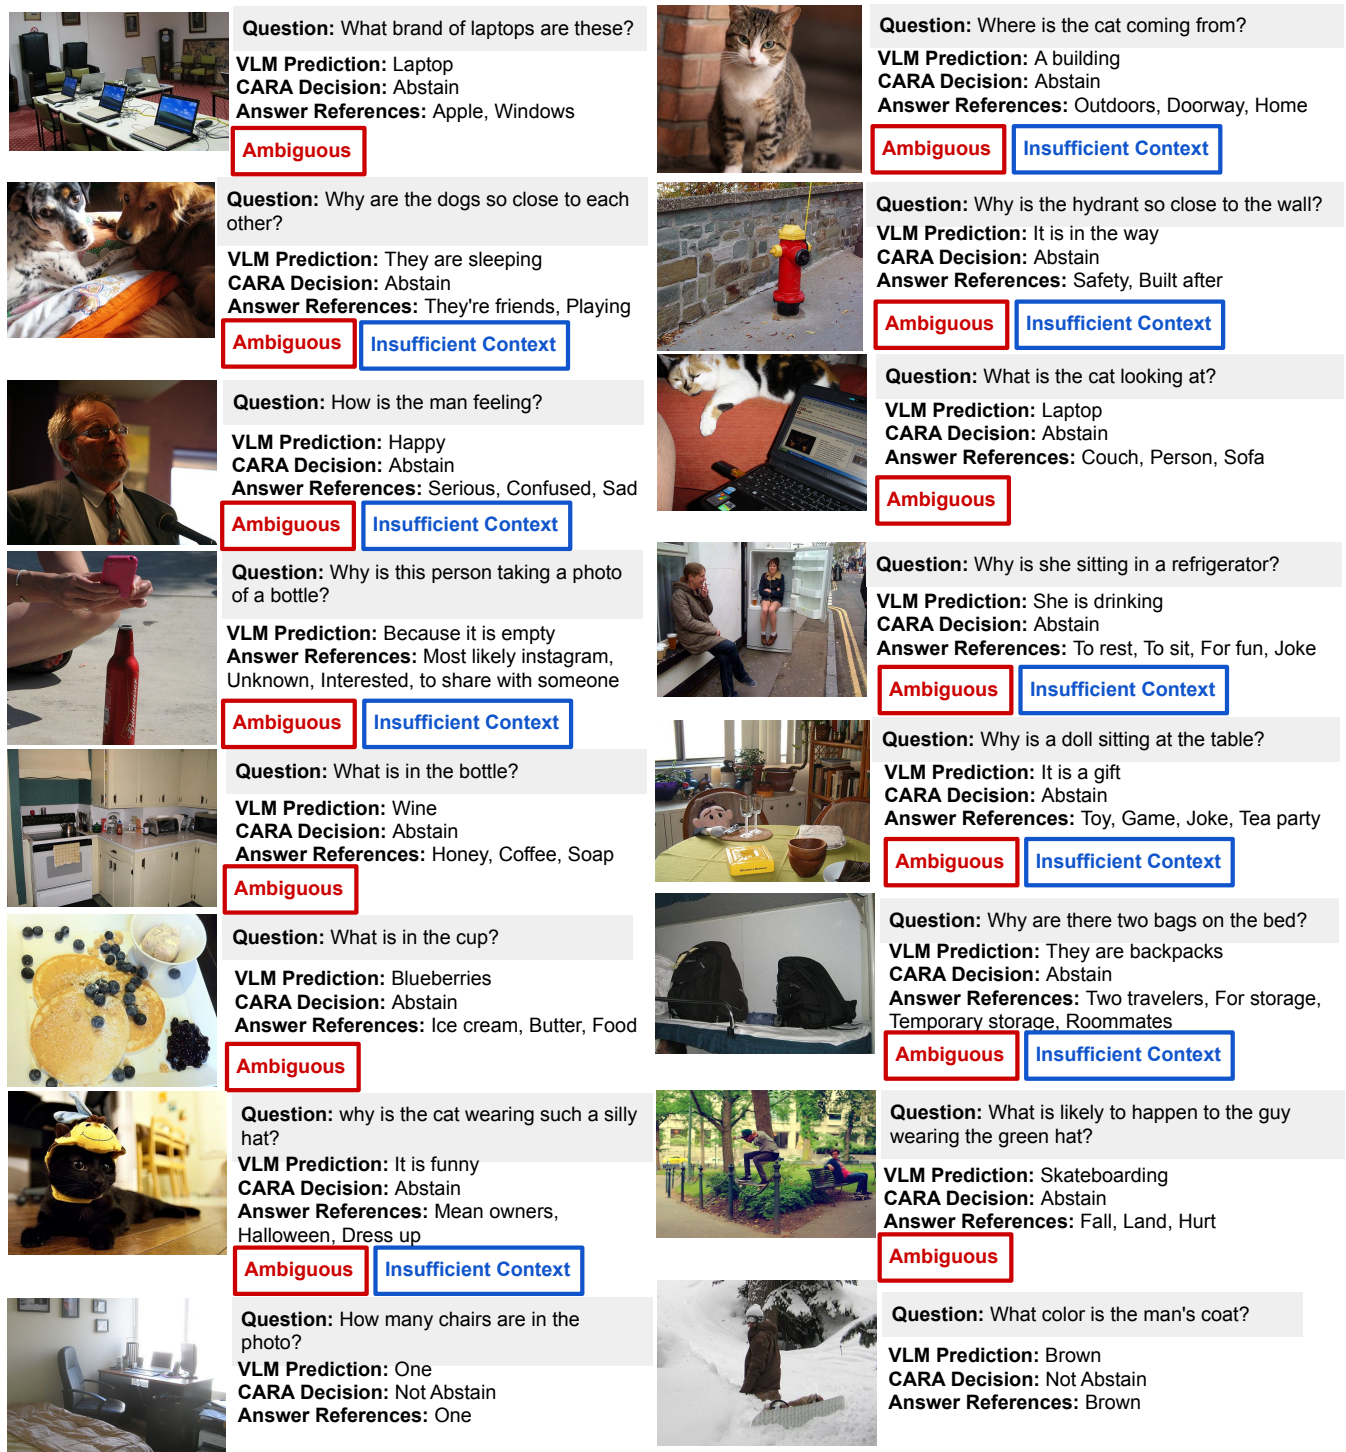 Question: What brand of laptops are these?
VLM Prediction: Laptop
CARA Decision: Abstain
Answer References: Apple, Windows
Ambiguous
Question: Why are the dogs so close to each
other?
VLM Prediction: They are sleeping
CARA Decision: Abstain
Answer References: They're friends, Playing
Ambiguous
Insufficient Context
Question: How is the man feeling?
VLM Prediction: Happy
CARA Decision: Abstain
Answer References: Serious, Confused, Sad
Ambiguous
Insufficient Context
Question: Why is this person taking a photo
of a bottle?
VLM Prediction: Because it is empty
Answer References: Most likely instagram,
Unknown, Interested, to share with someone
Ambiguous
Insufficient Context
Budweiser
Question: What is in the bottle?
VLM Prediction: Wine
CARA Decision: Abstain
Answer References: Honey, Coffee, Soap
Ambiguous
Question: What is in the cup?
VLM Prediction: Blueberries
CARA Decision: Abstain
Answer References: Ice cream, Butter, Food
Ambiguous
Question: why is the cat wearing such a silly
hat?
VLM Prediction: It is funny
CARA Decision: Abstain
Answer References: Mean owners,
Halloween, Dress up
Ambiguous
Insufficient Context
Question: How many chairs are in the
photo?
VLM Prediction: One
CARA Decision: Not Abstain
Answer References: One
Question: Where is the cat coming from?
VLM Prediction: A building
CARA Decision: Abstain
Answer References: Outdoors, Doorway, Home
Ambiguous
Insufficient Context
Question: Why is the hydrant so close to the wall?
VLM Prediction: It is in the way
CARA Decision: Abstain
Answer References: Safety, Built after
Ambiguous
Insufficient Context
Question: What is the cat looking at?
VLM Prediction: Laptop
CARA Decision: Abstain
Answer References: Couch, Person, Sofa
Ambiguous
Question: Why is she sitting in a refrigerator?
VLM Prediction: She is drinking
CARA Decision: Abstain
Answer References: To rest, To sit, For fun, Joke
Ambiguous
Insufficient Context
Question: Why is a doll sitting at the table?
VLM Prediction: It is a gift
CARA Decision: Abstain
Answer References: Toy, Game, Joke, Tea party
Ambiguous
Insufficient Context
Question: Why are there two bags on the bed?
VLM Prediction: They are backpacks
CARA Decision: Abstain
Answer References: Two travelers, For storage,
Temporary storage, Roommates
Ambiguous
Insufficient Context
Question: What is likely to happen to the guy
wearing the green hat?
VLM Prediction: Skateboarding
CARA Decision: Abstain
Answer References: Fall, Land, Hurt
Ambiguous
Question: What color is the man's coat?
VLM Prediction: Brown
CARA Decision: Not Abstain
Answer References: Brown